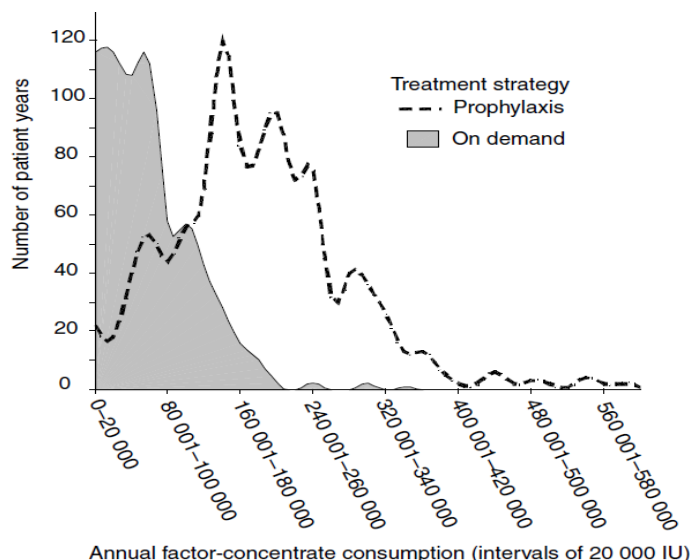 Number of patient years
120
100
80
60
40
20
0
Treatment strategy
Prophylaxis
On demand
0–20 000
80 001–100 000
160 001–180 000
240 001–260 000
320 001–340 000
400 001–420 000
480 001–500 000
560 001–580 000
Annual factor-concentrate consumption (intervals of 20 000 IU)